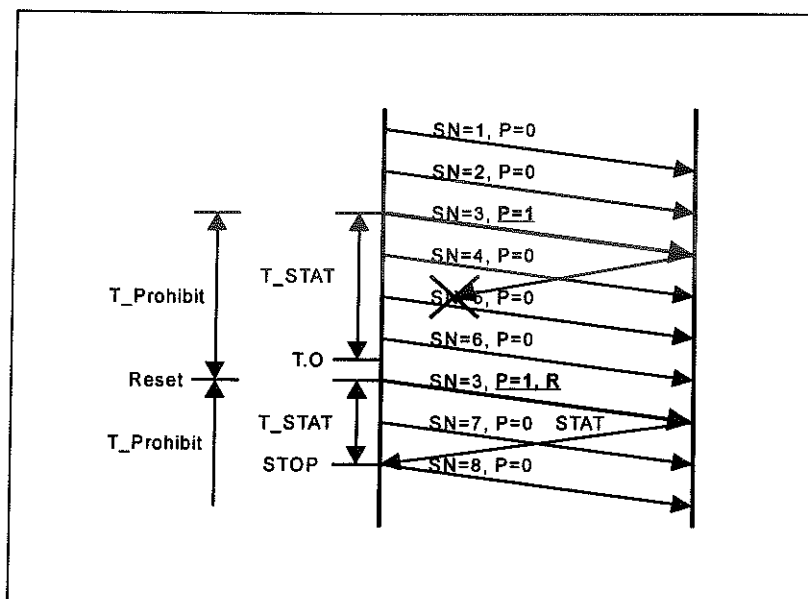 SN=1, P=0
SN=2, P=0
SN=3, P=1
SN=4, P=0
T_STAT
T_Prohibit
P=0
SN=6, P=0
T.O
Reset
SN=3, P=1, R
T_STAT
SN=7, P=0
STAT
T_Prohibit
STOP
SN=8, P=0